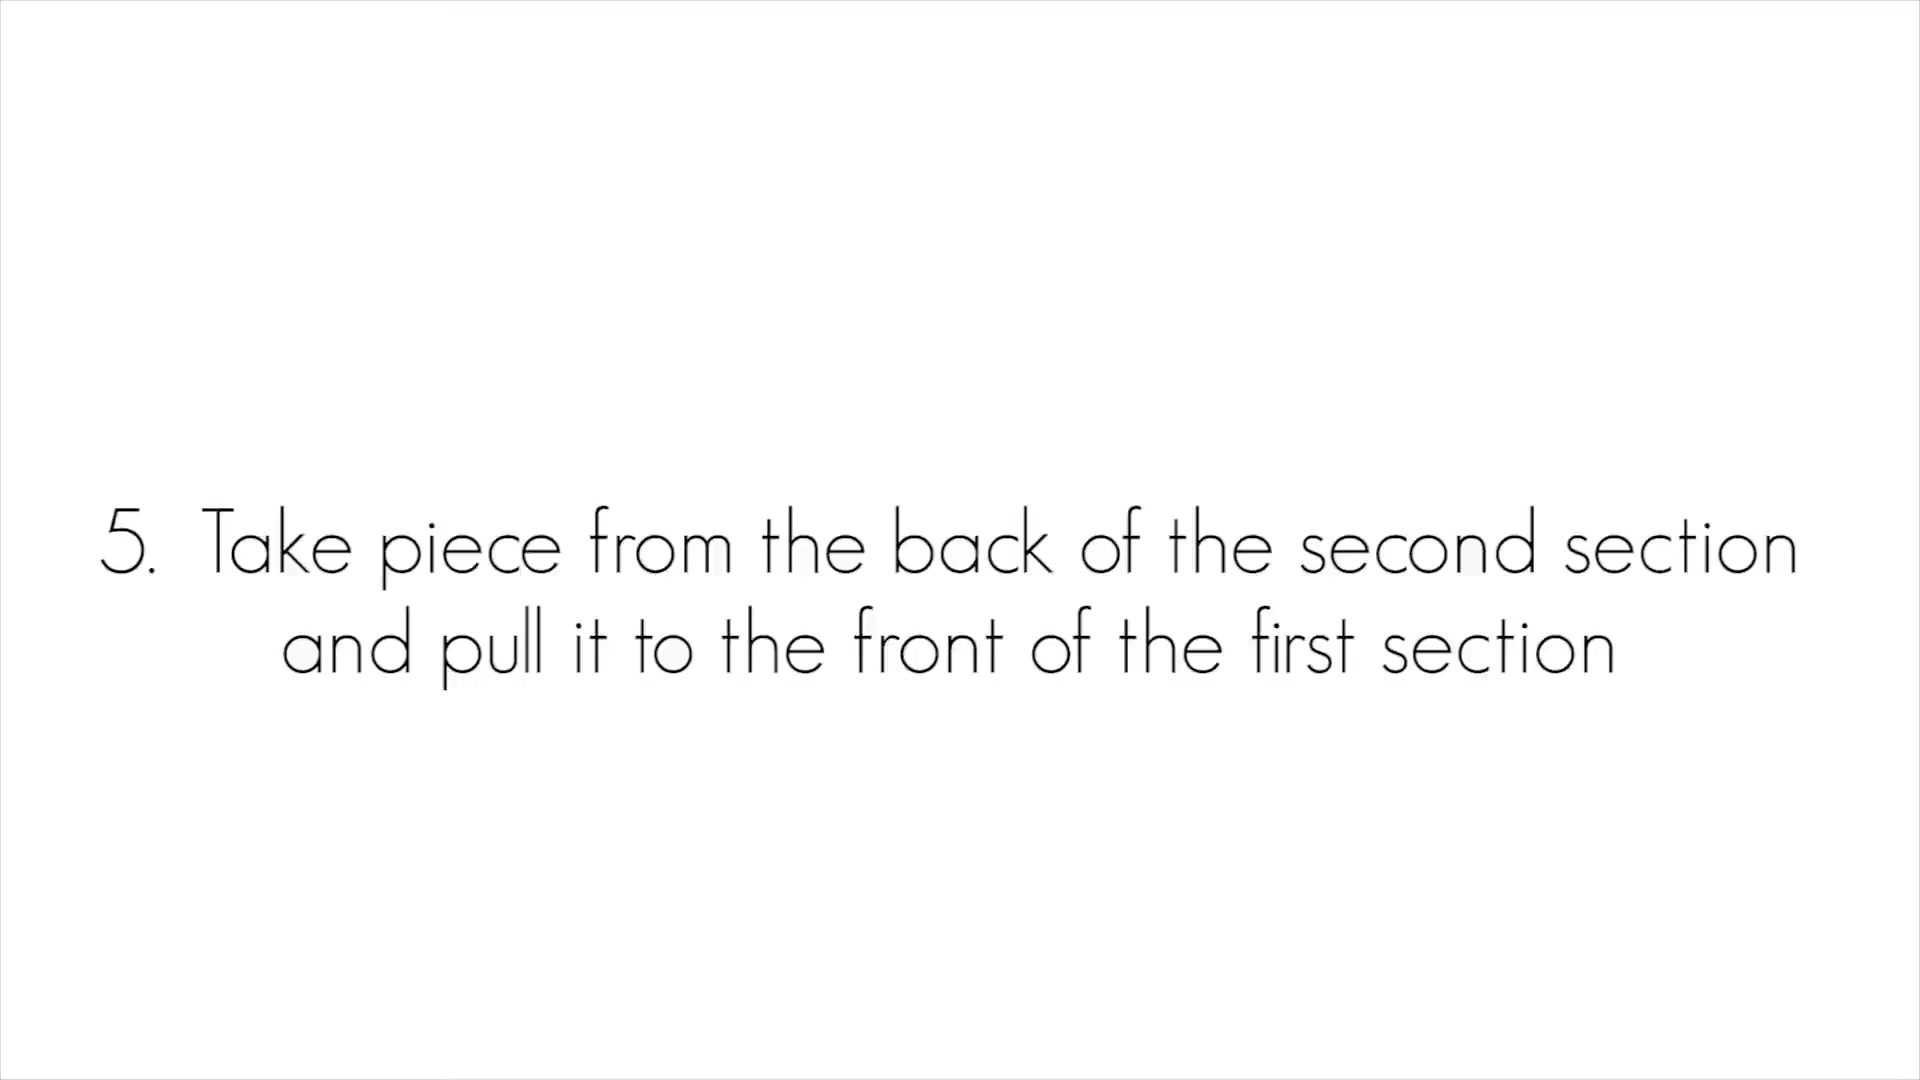 5. Take piece from the back of the second section
and pull it to the front of the first section